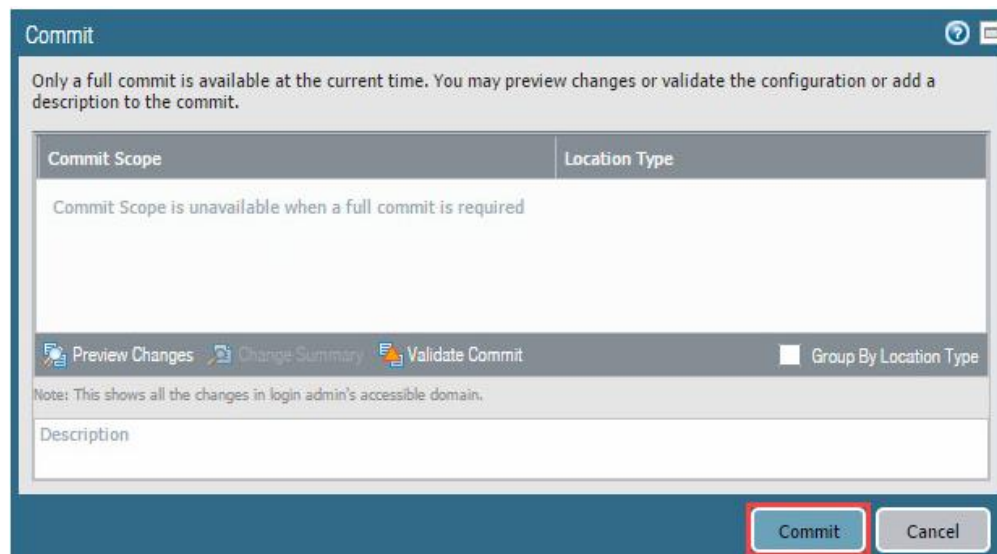 Commit
Only a full commit is available at the current time. You may preview changes or validate the configuration or add a
description to the commit.
Commit Scope Location Type
Commit Scope is unavailable when a full commit is required
Preview Changes Change Summary Validate Commit Group By Location Type
Note: This shows all the changes in login admin's accessible domain.
Description
Commit Cancel